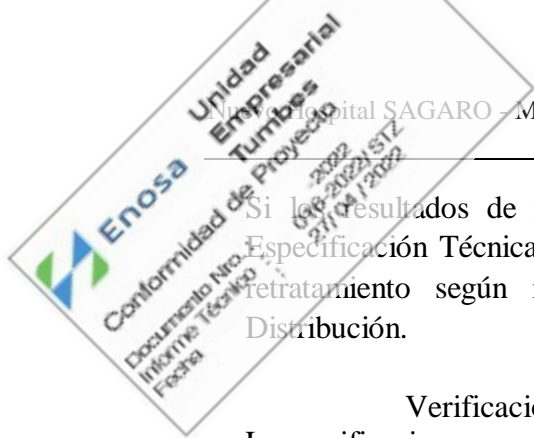 Enosa
Unidad
Empresarial
Tumbes
Conformidad de Proyecto
Documento Nro. : -2022
Informe Técnico : 016-2022/ STZ
Fecha : 27/04/2022
Nuevo Hospital SAGARO - M
Si los resultados de
Especificación Técnica
retratamiento según
Distribución.
Verificació